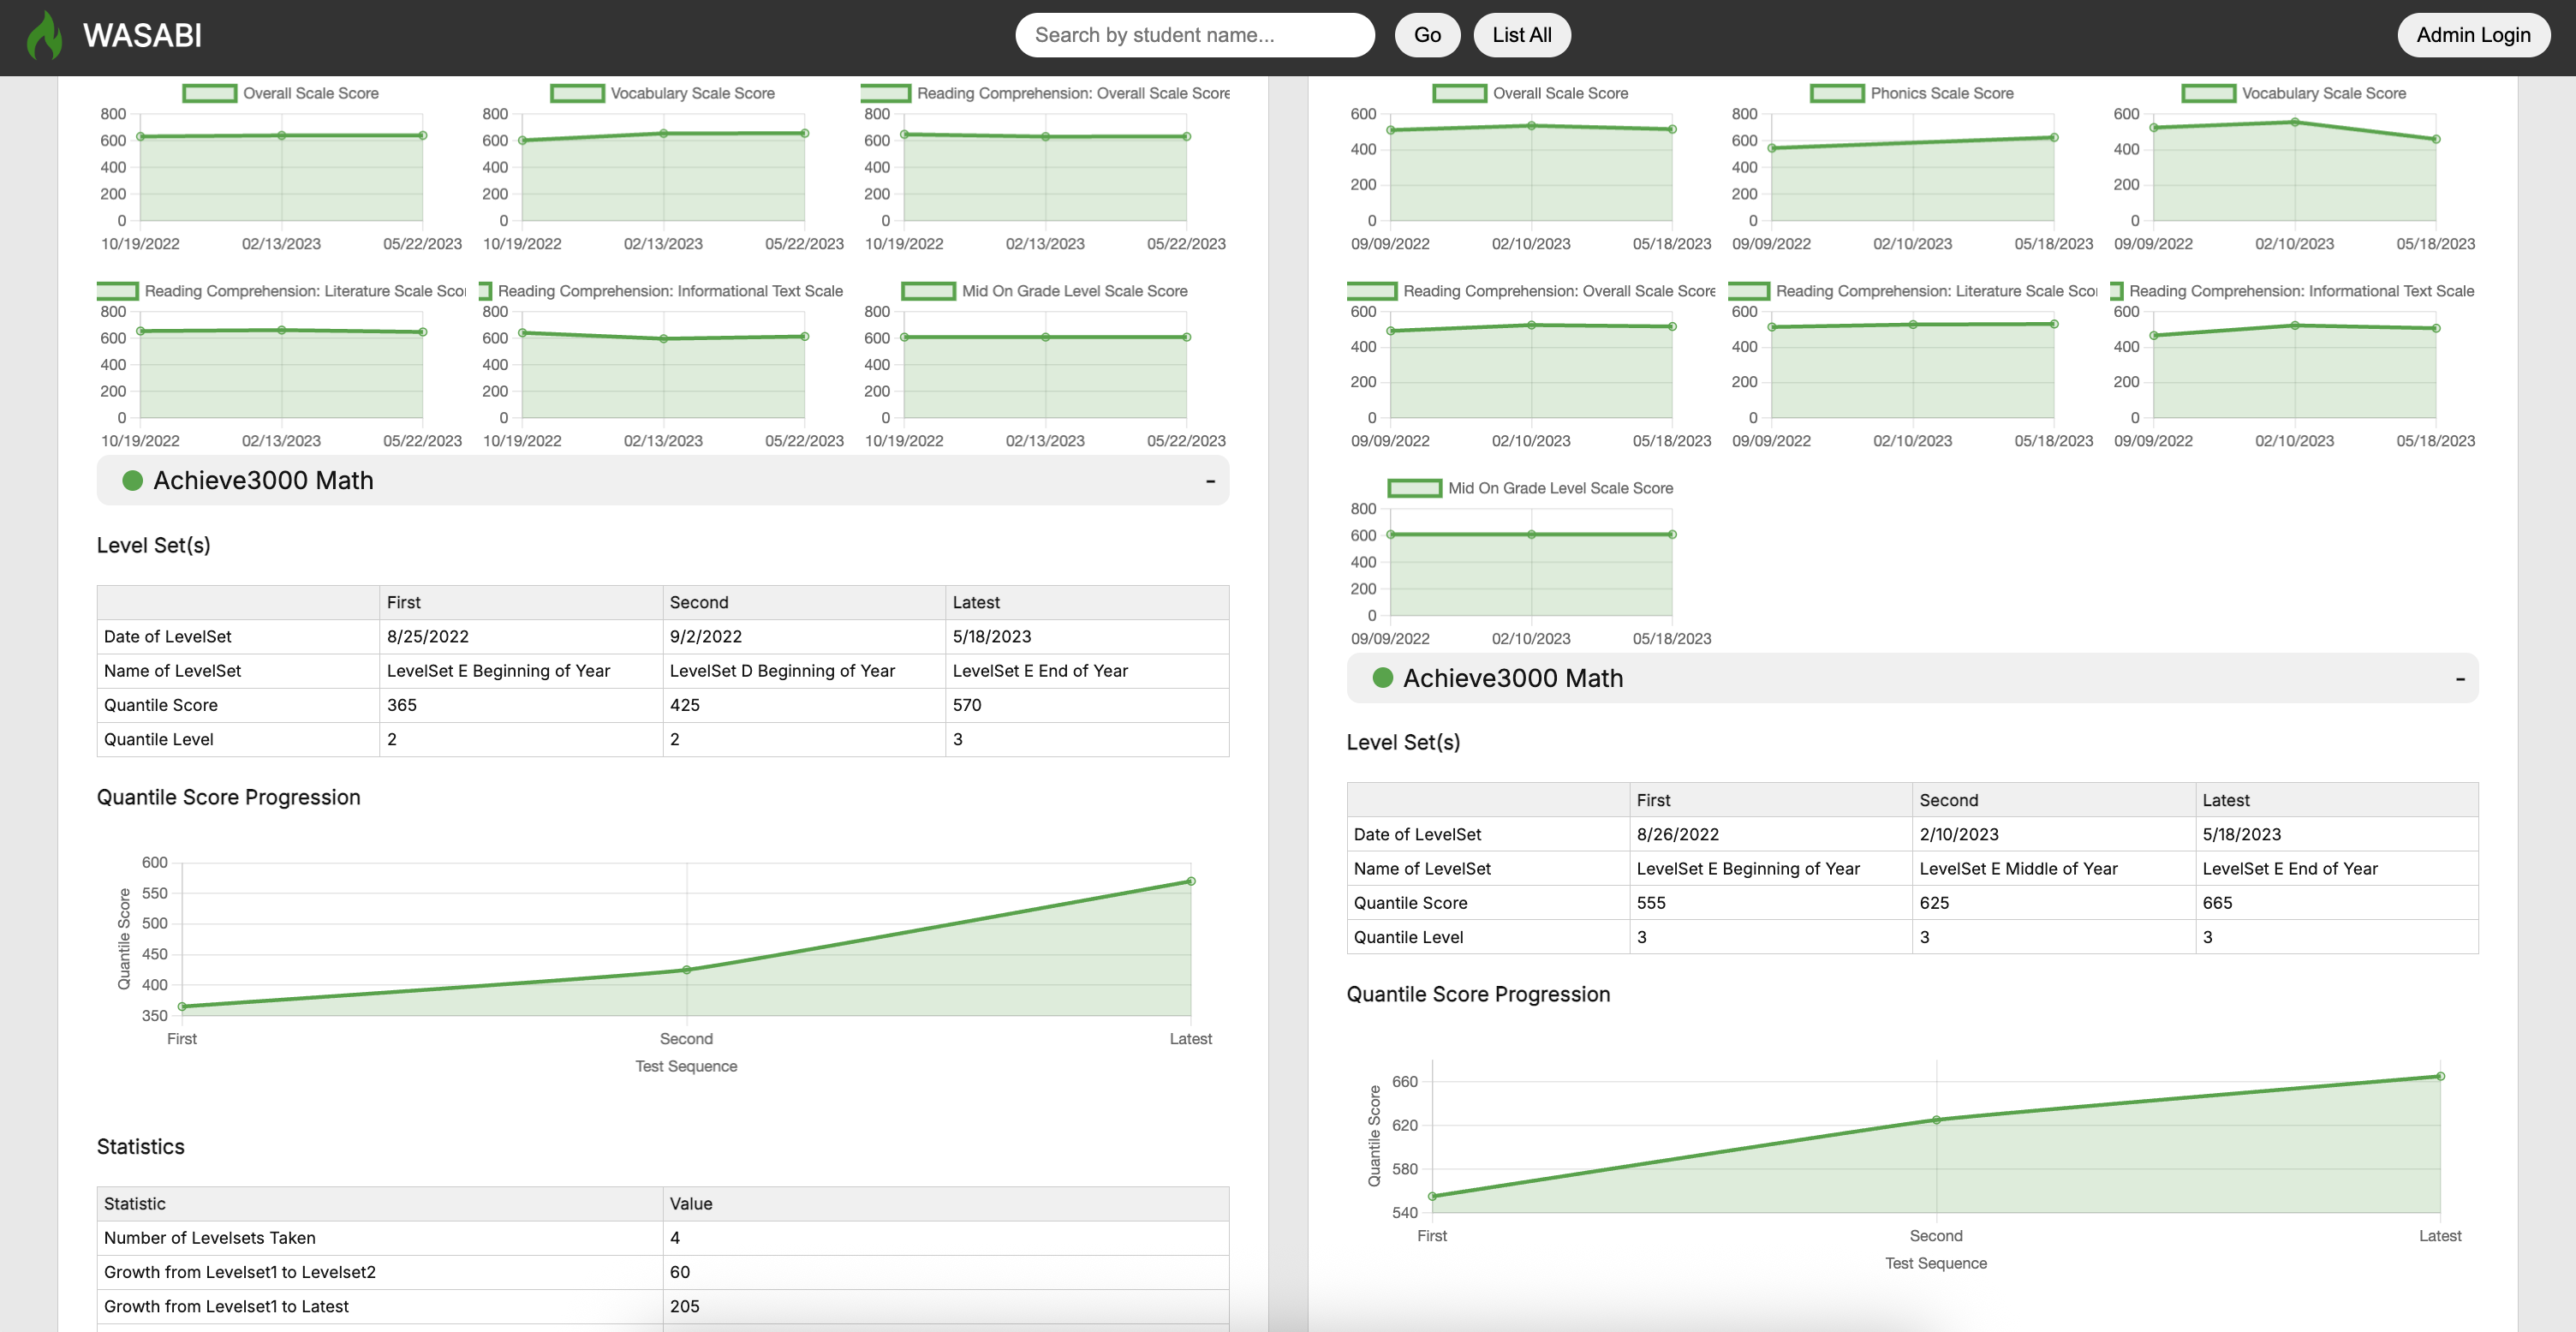 WASABI
Search by student name...
Go
List All
Admin Login
Overall Scale Score
800
600
400
200
0
10/19/2022 02/13/2023 05/22/2023
Vocabulary Scale Score
800
600
400
200
0
10/19/2022 02/13/2023 05/22/2023
Reading Comprehension: Overall Scale Score
800
600
400
200
0
10/19/2022 02/13/2023 05/22/2023
Reading Comprehension: Literature Scale Scor
800
600
400
200
0
10/19/2022 02/13/2023 05/22/2023
Reading Comprehension: Informational Text Scale
800
600
400
200
0
10/19/2022 02/13/2023 05/22/2023
Mid On Grade Level Scale Score
800
600
400
200
0
10/19/2022 02/13/2023 05/22/2023
Achieve3000 Math -
Level Set(s)
First Second Latest
Date of LevelSet 8/25/2022 9/2/2022 5/18/2023
Name of LevelSet LevelSet E Beginning of Year LevelSet D Beginning of Year LevelSet E End of Year
Quantile Score 365 425 570
Quantile Level 2 2 3
Quantile Score Progression
Quantile Score
600
550
500
450
400
350
First Second Latest
Test Sequence
Statistics
Statistic Value
Number of Levelsets Taken 4
Growth from Levelset1 to Levelset2 60
Growth from Levelset1 to Latest 205
Overall Scale Score
600
400
200
0
09/09/2022 02/10/2023 05/18/2023
Phonics Scale Score
800
600
400
200
0
09/09/2022 02/10/2023 05/18/2023
Vocabulary Scale Score
600
400
200
0
09/09/2022 02/10/2023 05/18/2023
Reading Comprehension: Overall Scale Score
600
400
200
0
09/09/2022 02/10/2023 05/18/2023
Reading Comprehension: Literature Scale Scor
600
400
200
0
09/09/2022 02/10/2023 05/18/2023
Reading Comprehension: Informational Text Scale
600
400
200
0
09/09/2022 02/10/2023 05/18/2023
Mid On Grade Level Scale Score
800
600
400
200
0
09/09/2022 02/10/2023 05/18/2023
Achieve3000 Math -
Level Set(s)
First Second Latest
Date of LevelSet 8/26/2022 2/10/2023 5/18/2023
Name of LevelSet LevelSet E Beginning of Year LevelSet E Middle of Year LevelSet E End of Year
Quantile Score 555 625 665
Quantile Level 3 3 3
Quantile Score Progression
Quantile Score
660
620
580
540
First Second Latest
Test Sequence